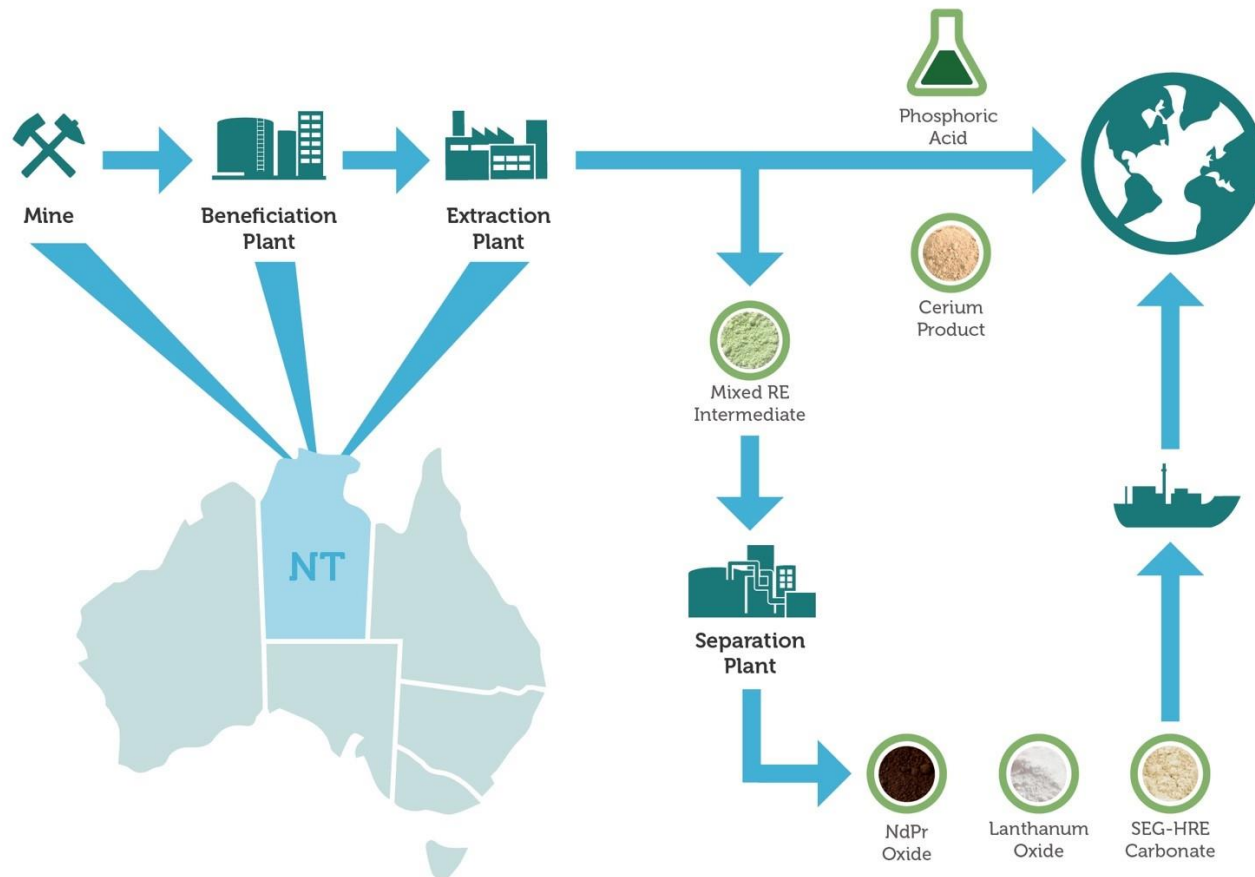 Mine
Beneficiation
Plant
Extraction
Plant
Phosphoric
Acid
Cerium
Product
Mixed RE
Intermediate
NT
Separation
Plant
NdPr
Oxide
Lanthanum
Oxide
SEG-HRE
Carbonate